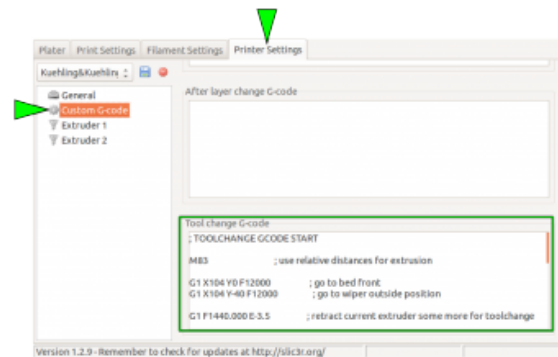 Plater Print Settings Filament Settings Printer Settings
Kuehling&Kuehling
General
Custom G-code
Extruder 1
Extruder 2
After layer change G-code
Tool change G-code
; TOOLCHANGE GCODE START
M83 ; use relative distances for extrusion
G1 X104 Y0 F12000 ; go to bed front
G1 X104 Y-40 F12000 ; go to wiper outside position
G1 F1440.000 E-3.5 ; retract current extruder some more for toolchange
Version 1.2.9 - Remember to check for updates at http://slic3r.org/